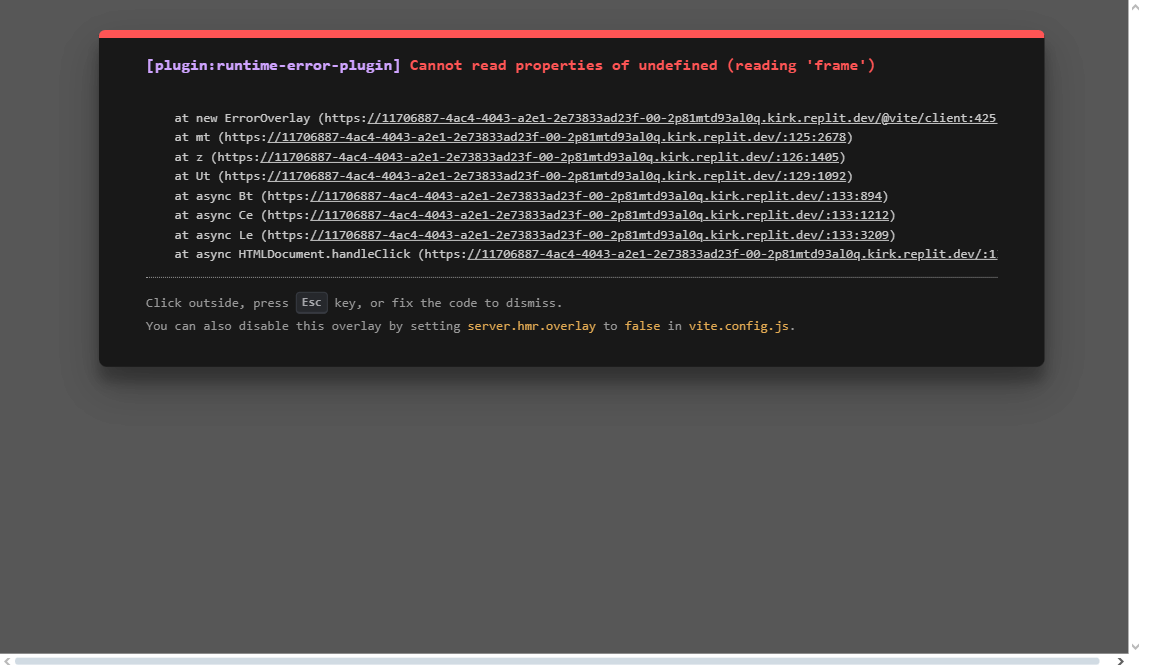 [plugin:runtime-error-plugin] Cannot read properties of undefined (reading 'frame')
at new ErrorOverlay (https://11706887-4ac4-4043-a2e1-2e73833ad23f-00-2p81mtd93al0q.kirk.replit.dev/@vite/client:425
at mt (https://11706887-4ac4-4043-a2e1-2e73833ad23f-00-2p81mtd93al0q.kirk.replit.dev/:125:2678)
at z (https://11706887-4ac4-4043-a2e1-2e73833ad23f-00-2p81mtd93al0q.kirk.replit.dev/:126:1405)
at Ut (https://11706887-4ac4-4043-a2e1-2e73833ad23f-00-2p81mtd93al0q.kirk.replit.dev/:129:1092)
at async Bt (https://11706887-4ac4-4043-a2e1-2e73833ad23f-00-2p81mtd93al0q.kirk.replit.dev/:133:894)
at async Ce (https://11706887-4ac4-4043-a2e1-2e73833ad23f-00-2p81mtd93al0q.kirk.replit.dev/:133:1212)
at async Le (https://11706887-4ac4-4043-a2e1-2e73833ad23f-00-2p81mtd93al0q.kirk.replit.dev/:133:3209)
at async HTMLDocument.handleClick (https://11706887-4ac4-4043-a2e1-2e73833ad23f-00-2p81mtd93al0q.kirk.replit.dev/:1
Click outside, press Esc key, or fix the code to dismiss.
You can also disable this overlay by setting server.hmr.overlay to false in vite.config.js.